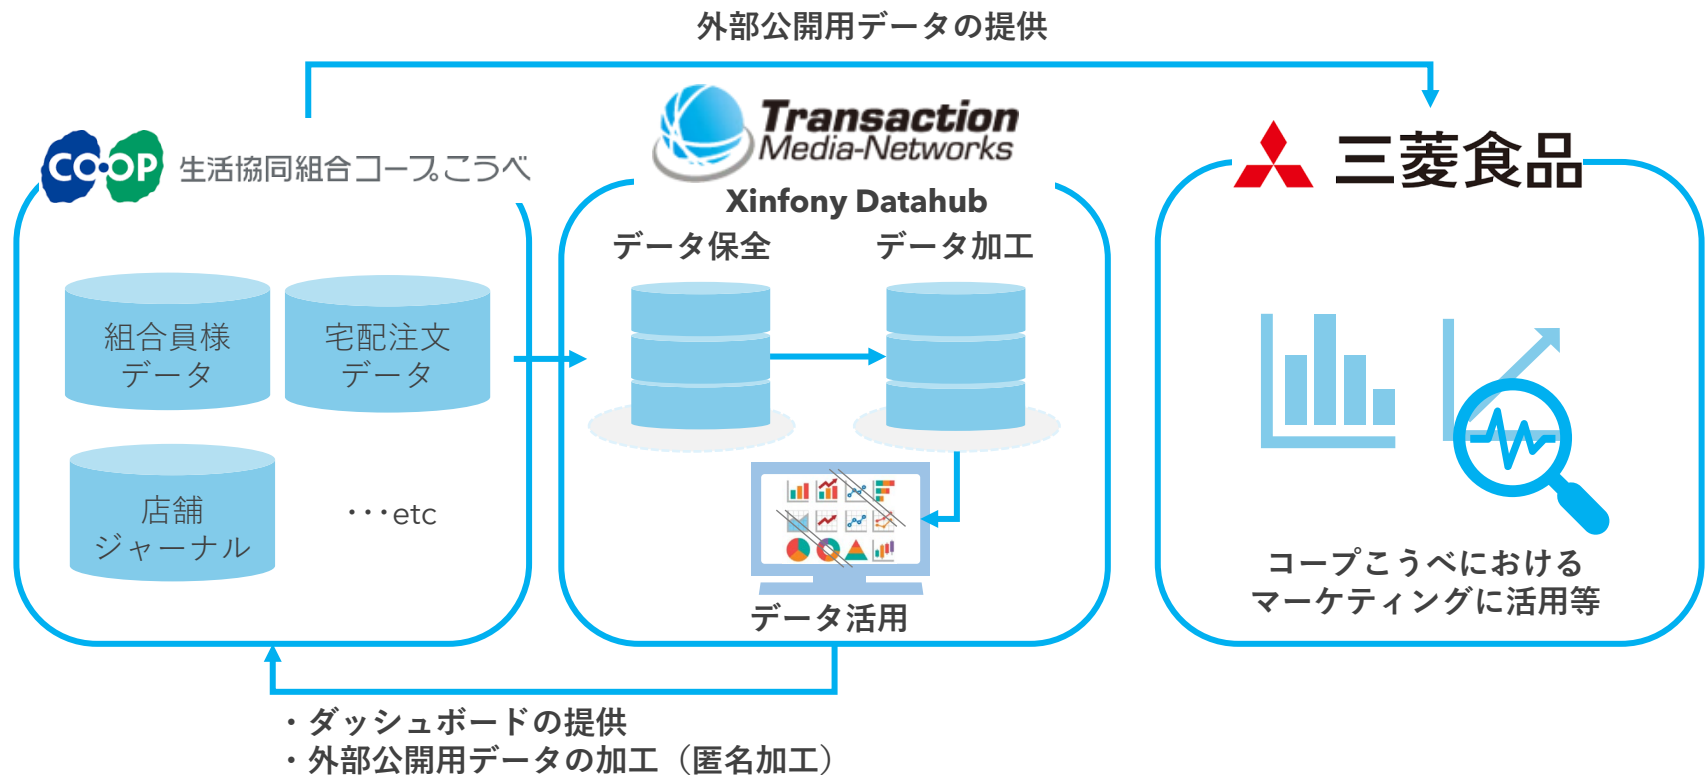 外部公開用データの提供
CO・OP 生活協同組合コープこうべ
Transaction
Media-Networks
三菱食品
Xinfony Datahub
データ保全
データ加工
組合員様
データ
宅配注文
データ
店舗
ジャーナル
・・・etc
データ活用
コープこうべにおける
マーケティングに活用等
・ダッシュボードの提供
・外部公開用データの加工（匿名加工）